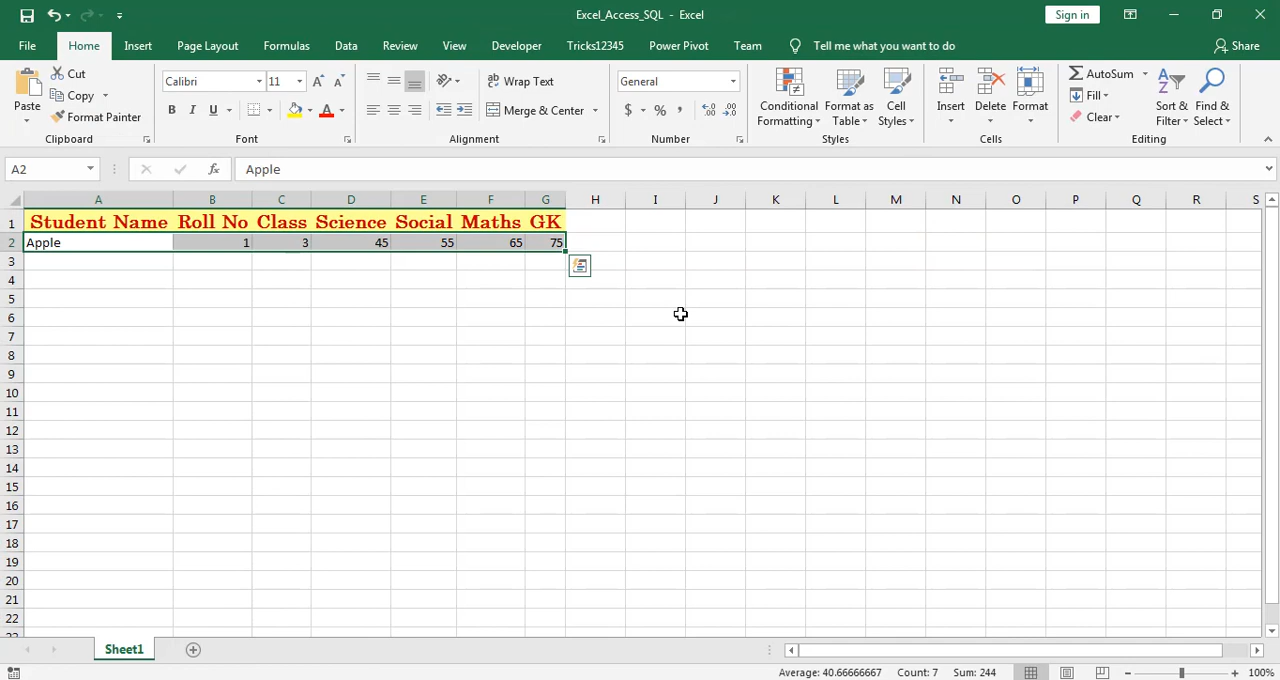 Excel_Access_SQL - Excel
Sign in
File Home Insert Page Layout Formulas Data Review View Developer Tricks12345 Power Pivot Team Tell me what you want to do Share
Paste
Cut
Copy
Format Painter
Clipboard
Calibri 11
B I U
Font
Wrap Text
Merge & Center
Alignment
General
$ % ,
Number
Conditional Formatting
Format as Table
Cell Styles
Styles
Insert Delete Format
Cells
AutoSum
Fill
Clear
Sort & Filter
Find & Select
Editing
A2 fx Apple
A B C D E F G H I J K L M N O P Q R S
1 Student Name Roll No Class Science Social Maths GK
2 Apple 1 3 45 55 65 75
3
4
5
6
7
8
9
10
11
12
13
14
15
16
17
18
19
20
21
22
23
Sheet1
Average: 40.66666667 Count: 7 Sum: 244 100%